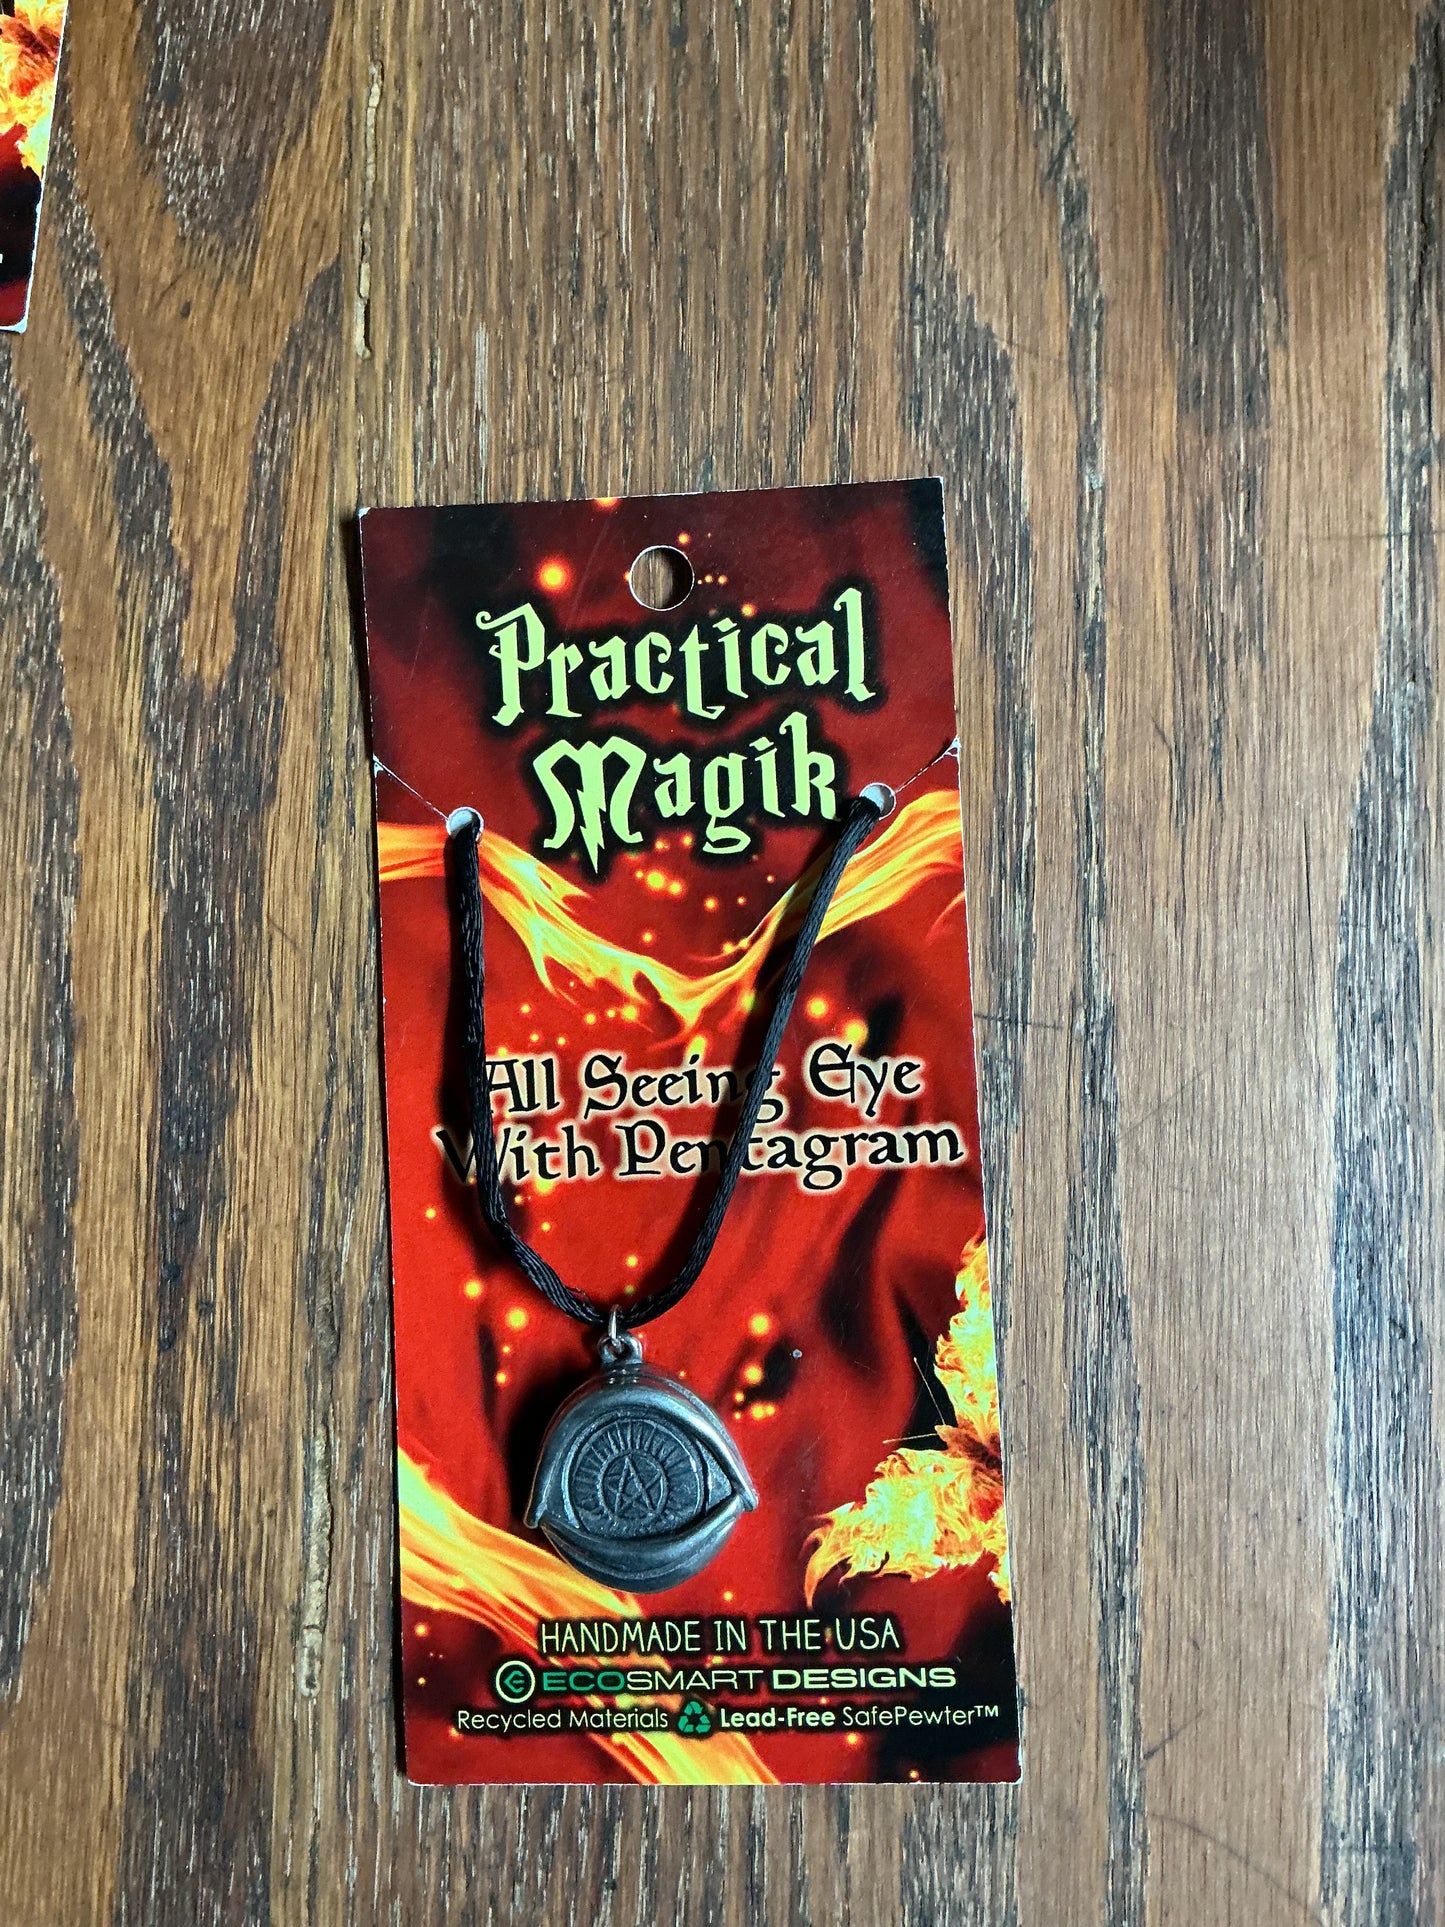 Practical
Magik
All Seeing Eye
With Pentagram
HANDMADE IN THE USA
ECOSMART DESIGNS
Recycled Materials Lead-Free SafePewter™